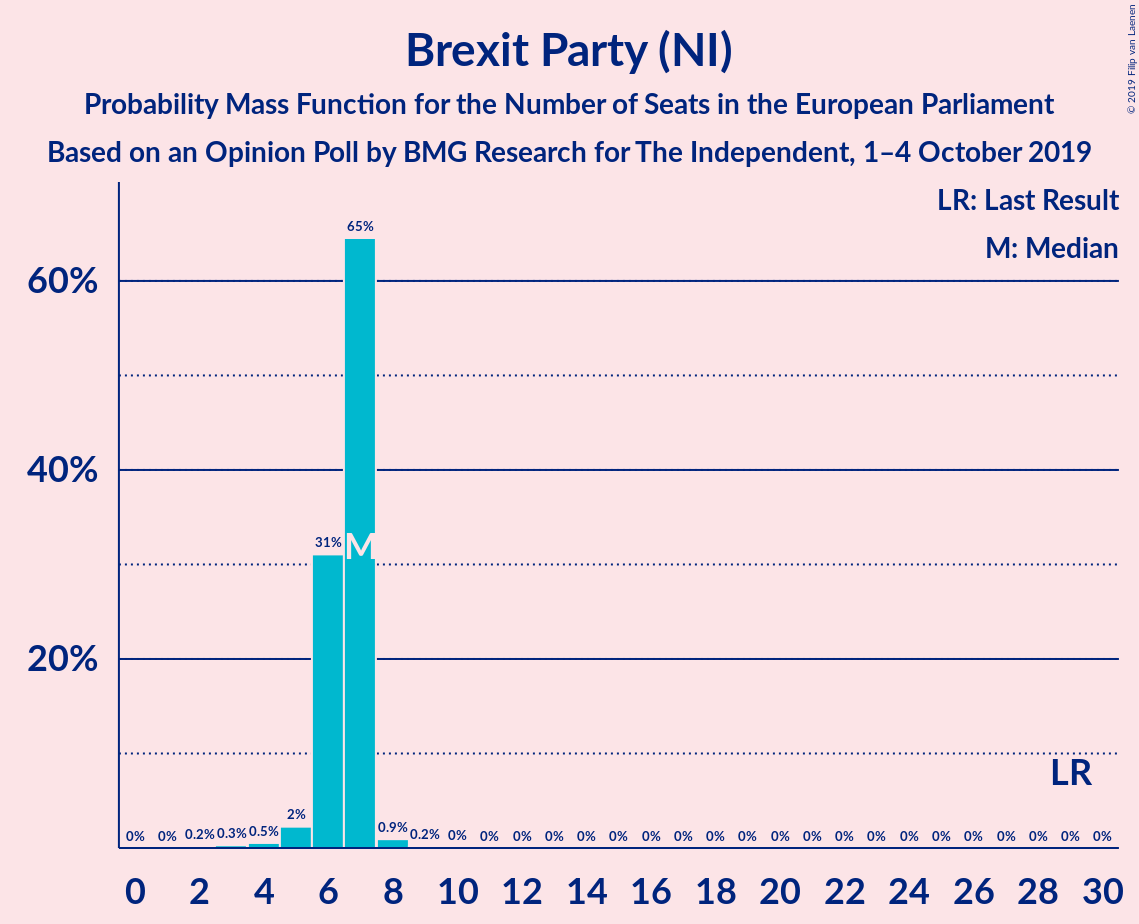 Brexit Party (NI)
Probability Mass Function for the Number of Seats in the European Parliament
Based on an Opinion Poll by BMG Research for The Independent, 1–4 October 2019
© 2019 Filip van Laenen
LR: Last Result
M: Median
60%
40%
20%
65%
31%
M
LR
0% 0% 0.2% 0.3% 0.5% 2% 0.9% 0.2% 0% 0% 0% 0% 0% 0% 0% 0% 0% 0% 0% 0% 0% 0% 0% 0% 0% 0% 0% 0% 0%
0 2 4 6 8 10 12 14 16 18 20 22 24 26 28 30